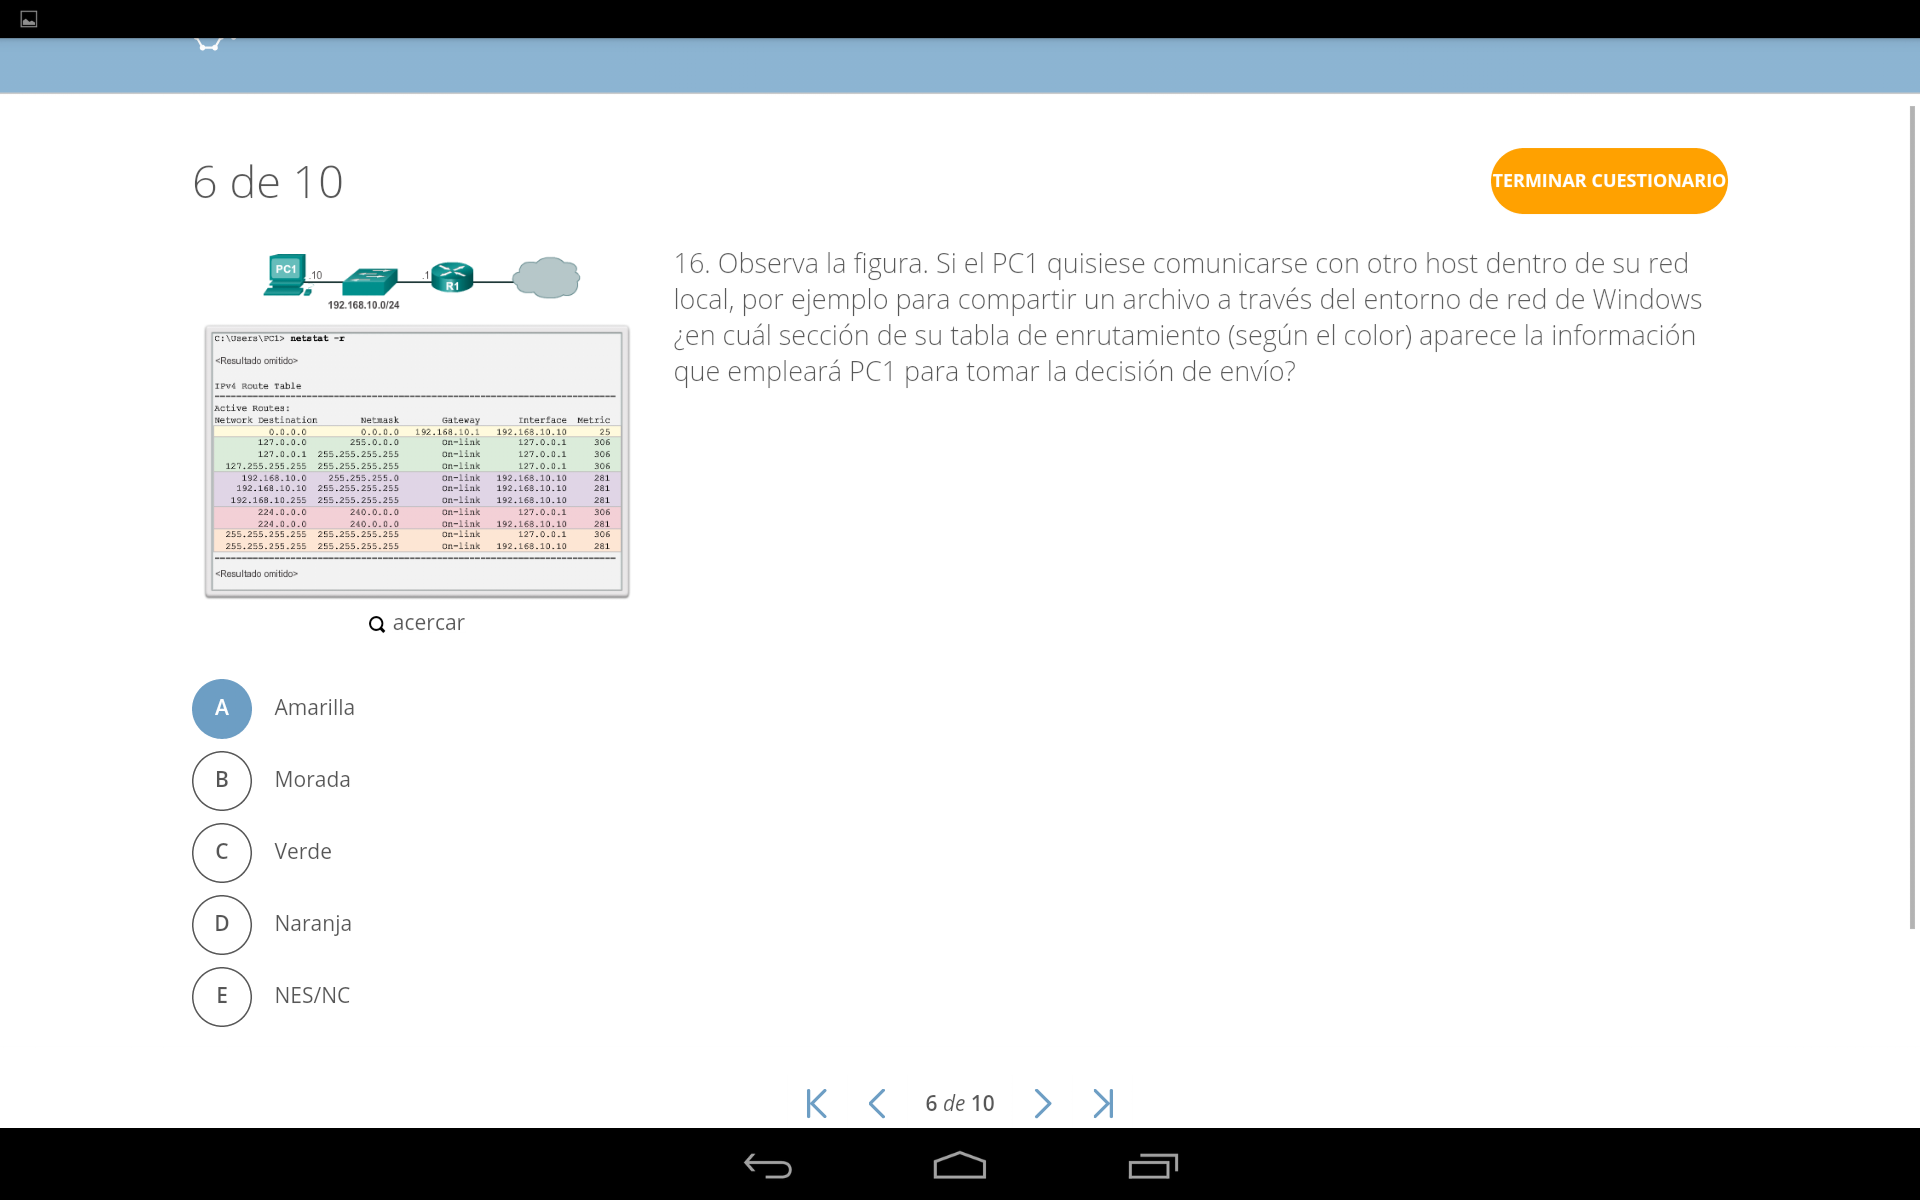 6 de 10
TERMINAR CUESTIONARIO
PC1
.10
.1
R1
192.168.10.0/24
16. Observa la figura. Si el PC1 quisiese comunicarse con otro host dentro de su red
local, por ejemplo para compartir un archivo a través del entorno de red de Windows
¿en cuál sección de su tabla de enrutamiento (según el color) aparece la información
que empleará PC1 para tomar la decisión de envío?
C:\Users\PC1> netstat -r
<Resultado omitido>
IPv4 Route Table
Active Routes:
Network Destination Netmask Gateway Interface Metric
0.0.0.0 0.0.0.0 192.168.10.1 192.168.10.10 25
127.0.0.0 255.0.0.0 On-link 127.0.0.1 306
127.0.0.1 255.255.255.255 On-link 127.0.0.1 306
127.255.255.255 255.255.255.255 On-link 127.0.0.1 306
192.168.10.0 255.255.255.0 On-link 192.168.10.10 281
192.168.10.10 255.255.255.255 On-link 192.168.10.10 281
192.168.10.255 255.255.255.255 On-link 192.168.10.10 281
224.0.0.0 240.0.0.0 On-link 127.0.0.1 306
224.0.0.0 240.0.0.0 On-link 192.168.10.10 281
255.255.255.255 255.255.255.255 On-link 127.0.0.1 306
255.255.255.255 255.255.255.255 On-link 192.168.10.10 281
<Resultado omitido>
acercar
A Amarilla
B Morada
C Verde
D Naranja
E NES/NC
6 de 10